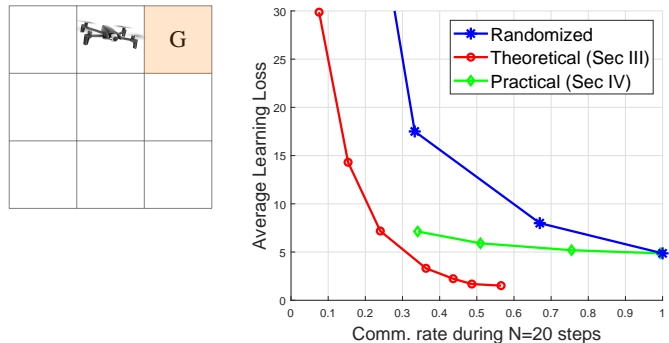 G
Average Learning Loss
30
25
20
15
10
5
0
Randomized
Theoretical (Sec III)
Practical (Sec IV)
0 0.1 0.2 0.3 0.4 0.5 0.6 0.7 0.8 0.9 1
Comm. rate during N=20 steps